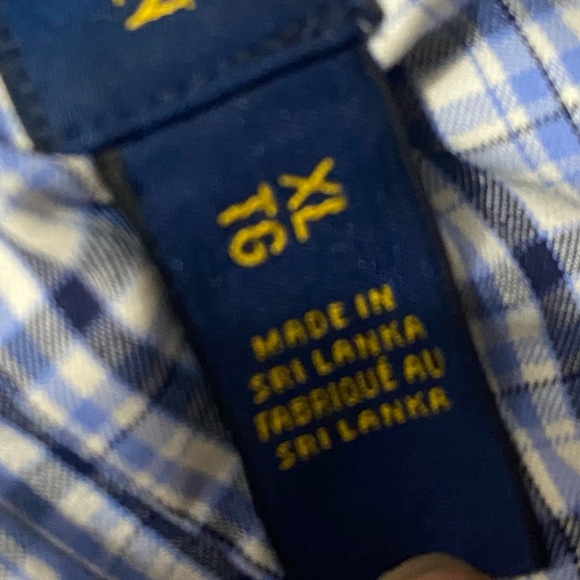 XL
TG
MADE IN
SRI LANKA
FABRIQUÉ AU
SRI LANKA